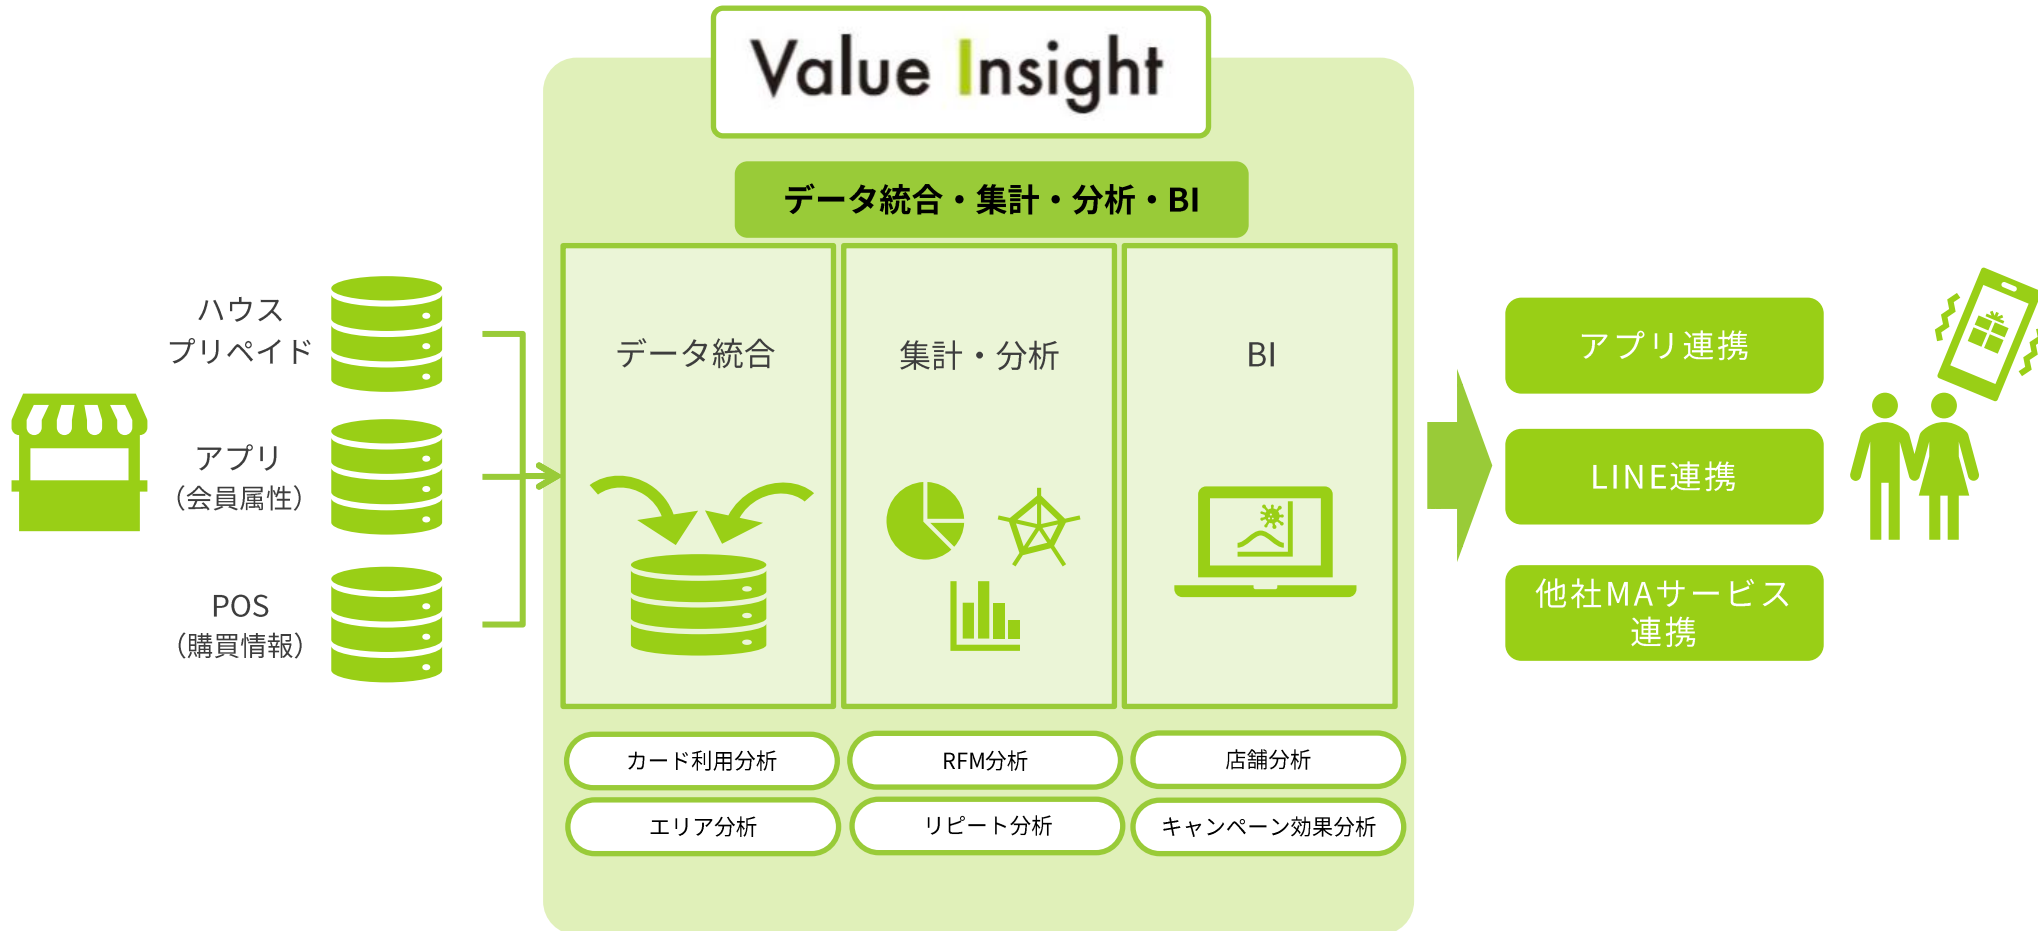 Value Insight
データ統合・集計・分析・BI
ハウス
プリペイド
アプリ
（会員属性）
POS
（購買情報）
データ統合
集計・分析
BI
カード利用分析
RFM分析
店舗分析
エリア分析
リピート分析
キャンペーン効果分析
アプリ連携
LINE連携
他社MAサービス
連携